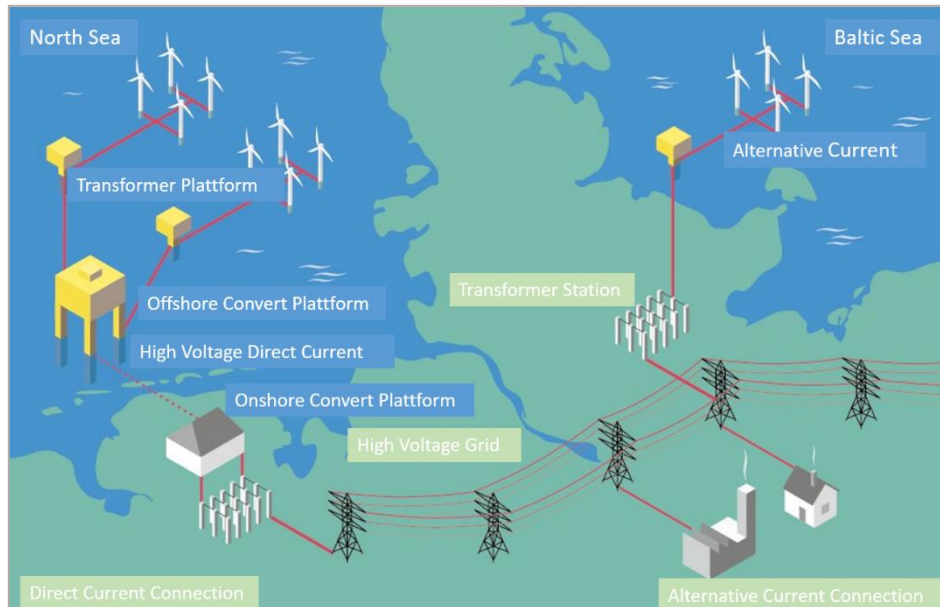 North Sea
Baltic Sea
Alternative Current
Transformer Plattform
Transformer Station
Offshore Convert Plattform
High Voltage Direct Current
Onshore Convert Plattform
High Voltage Grid
Direct Current Connection
Alternative Current Connection